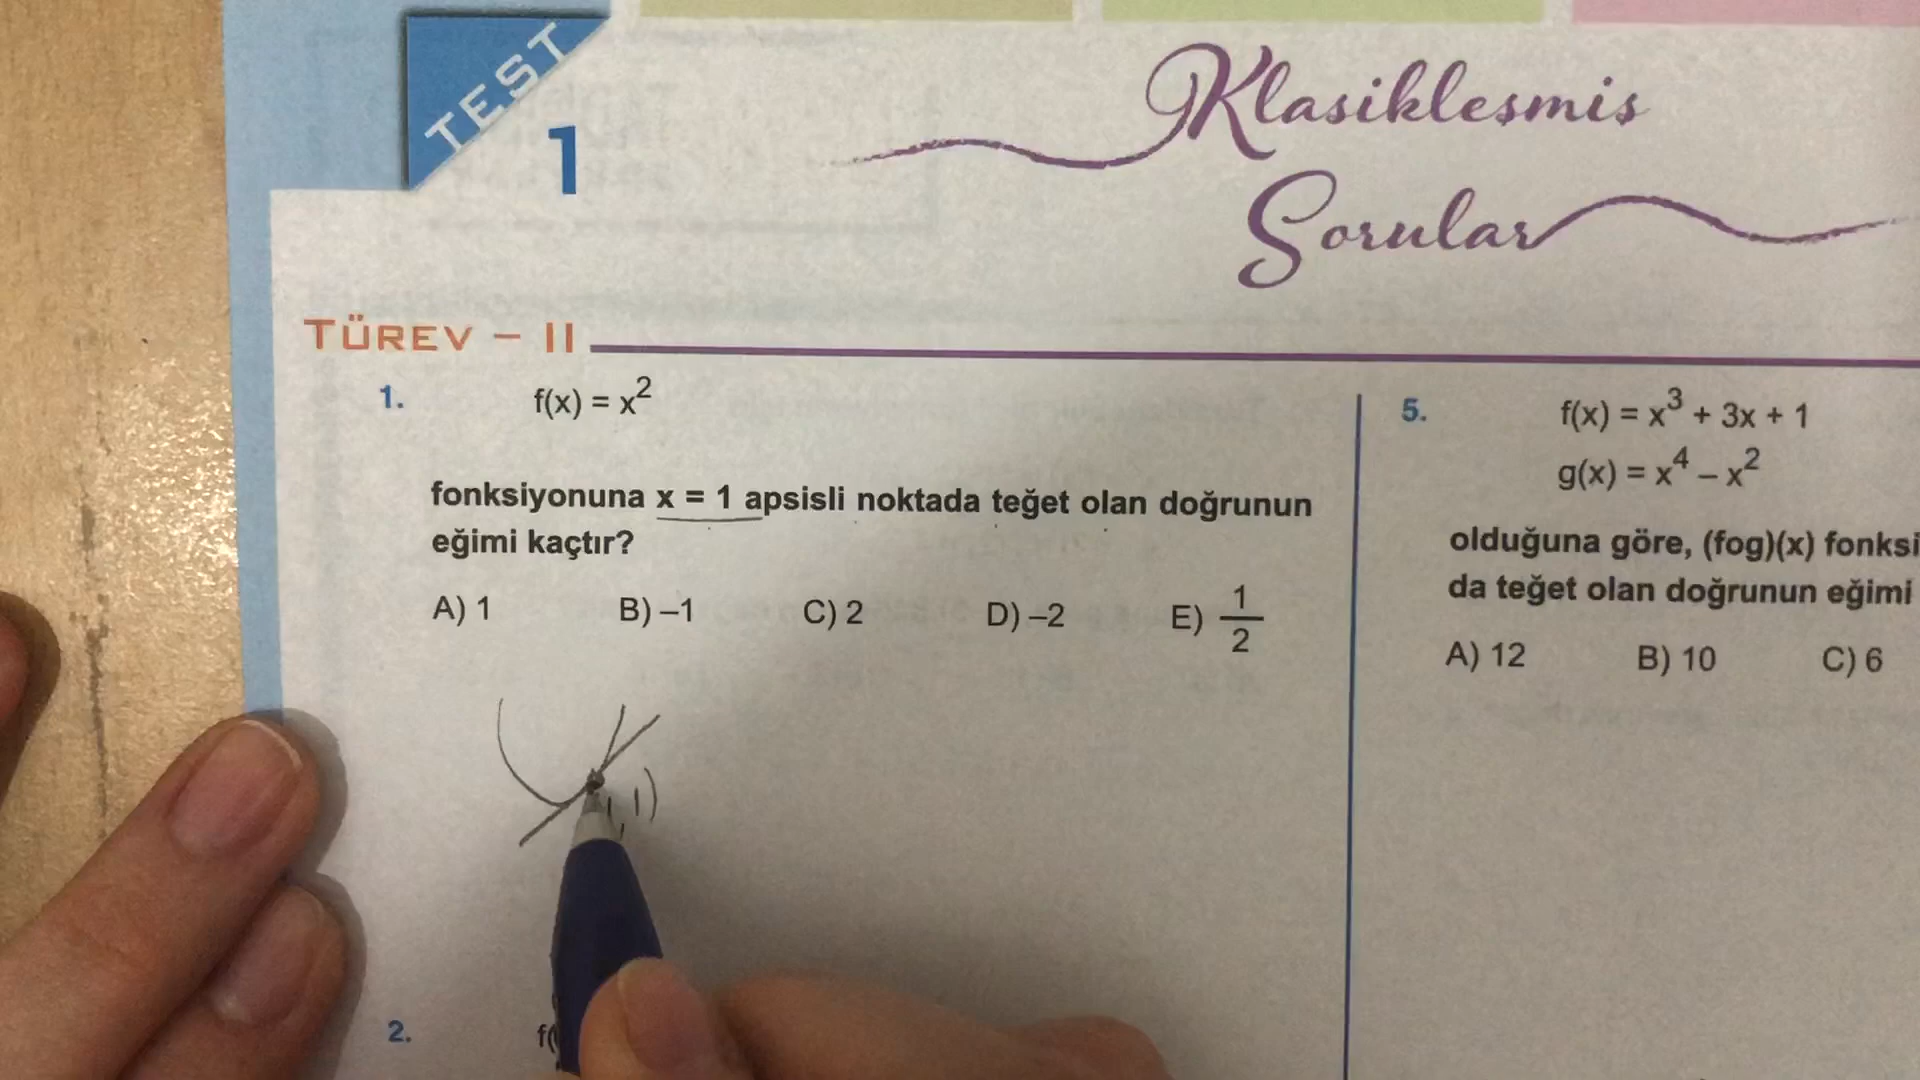 TEST
1
Klasikleşmiş
Sorular
TÜREV – II
1.
f(x) = x²
fonksiyonuna x = 1 apsisli noktada teğet olan doğrunun
eğimi kaçtır?
A) 1 B) –1 C) 2 D) –2 E) 1/2
, 1)
2.
f(
5.
f(x) = x³ + 3x + 1
g(x) = x⁴ – x²
olduğuna göre, (fog)(x) fonksi
da teğet olan doğrunun eğimi
A) 12 B) 10 C) 6